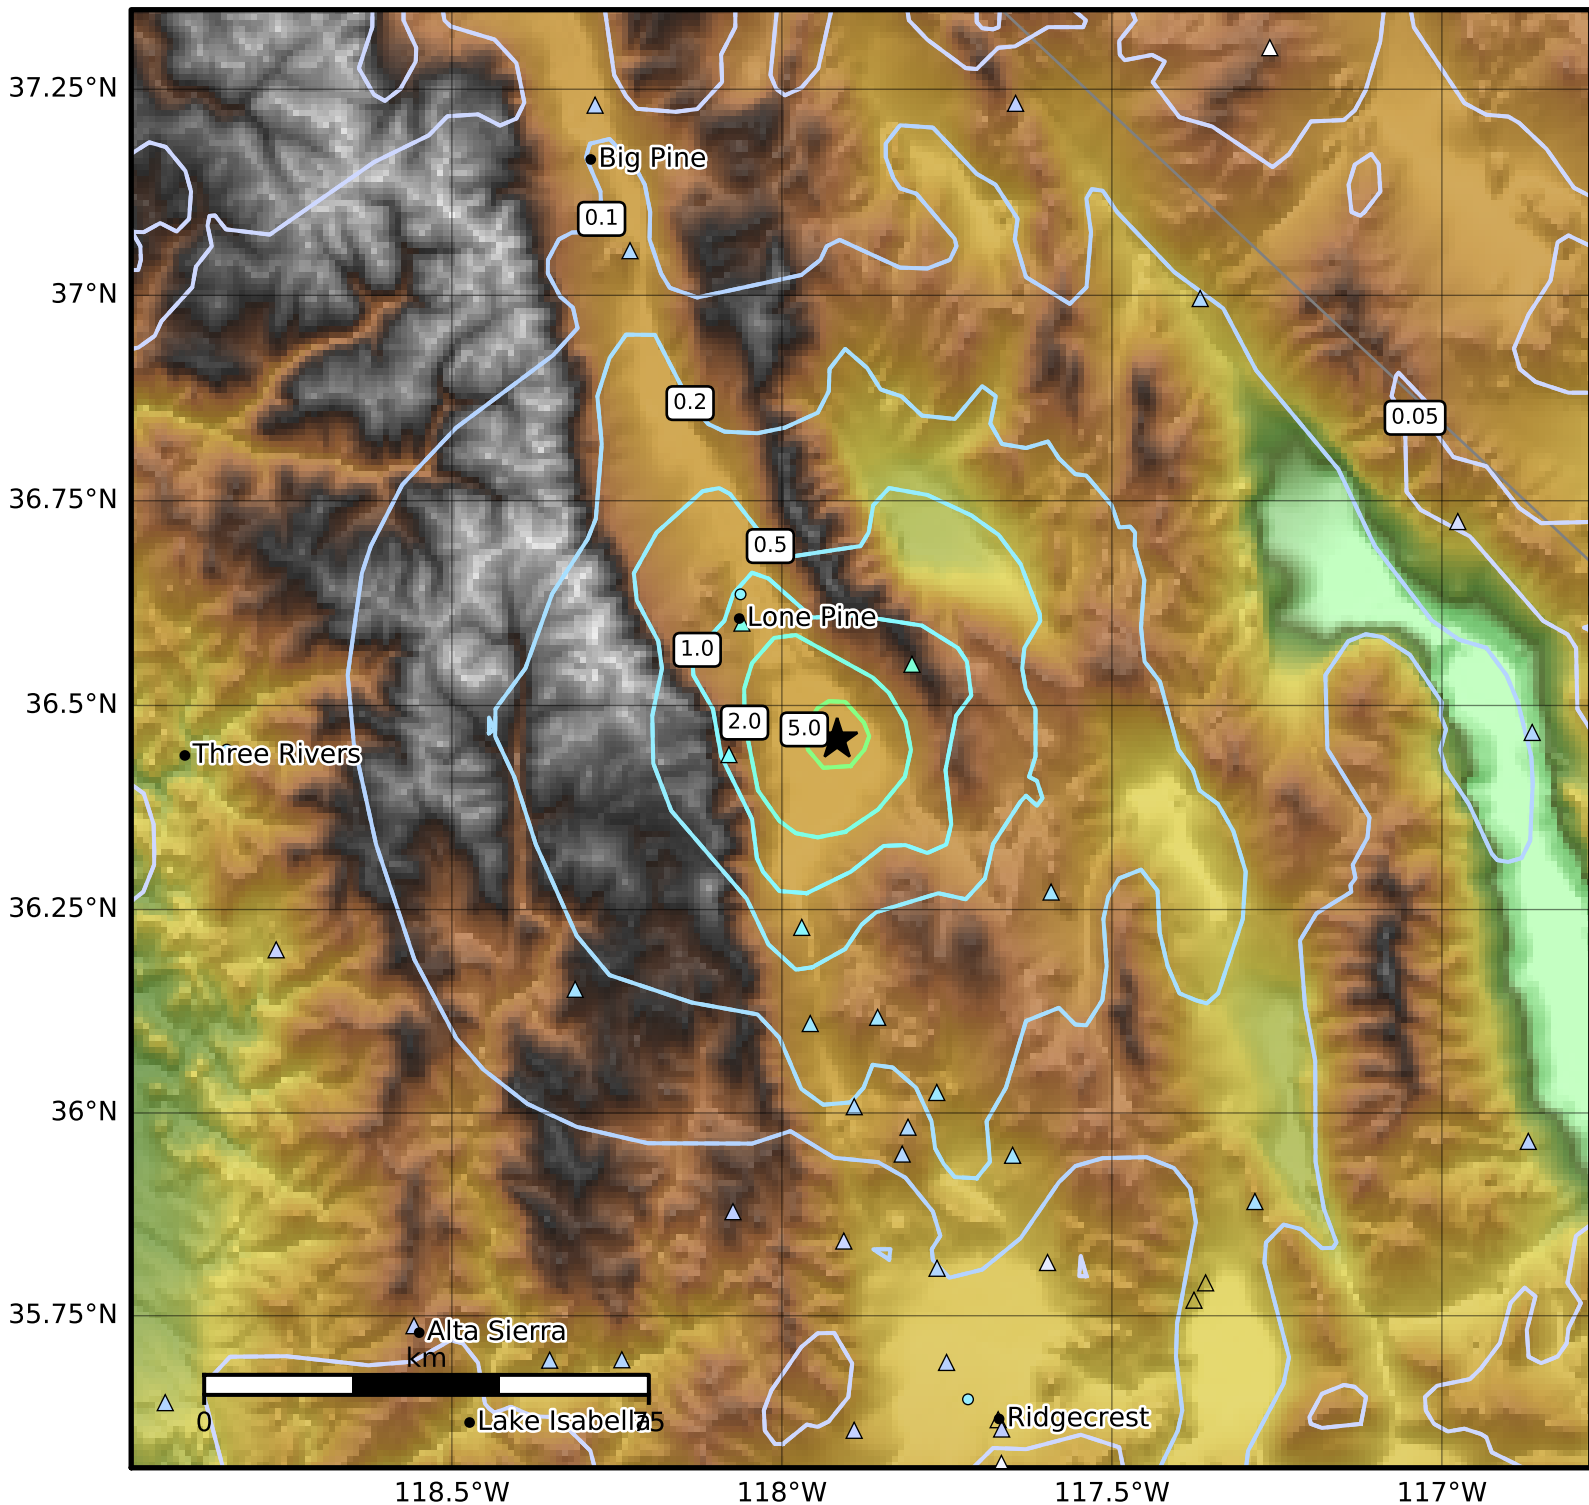 37.25°N
Big Pine
0.1
37°N
0.2
0.05
36.75°N
0.5
Lone Pine
1.0
36.5°N
2.0
5.0
Three Rivers
36.25°N
36°N
35.75°N
Alta Sierra
km
0
75
Lake Isabella
Ridgecrest
118.5°W
118°W
117.5°W
117°W